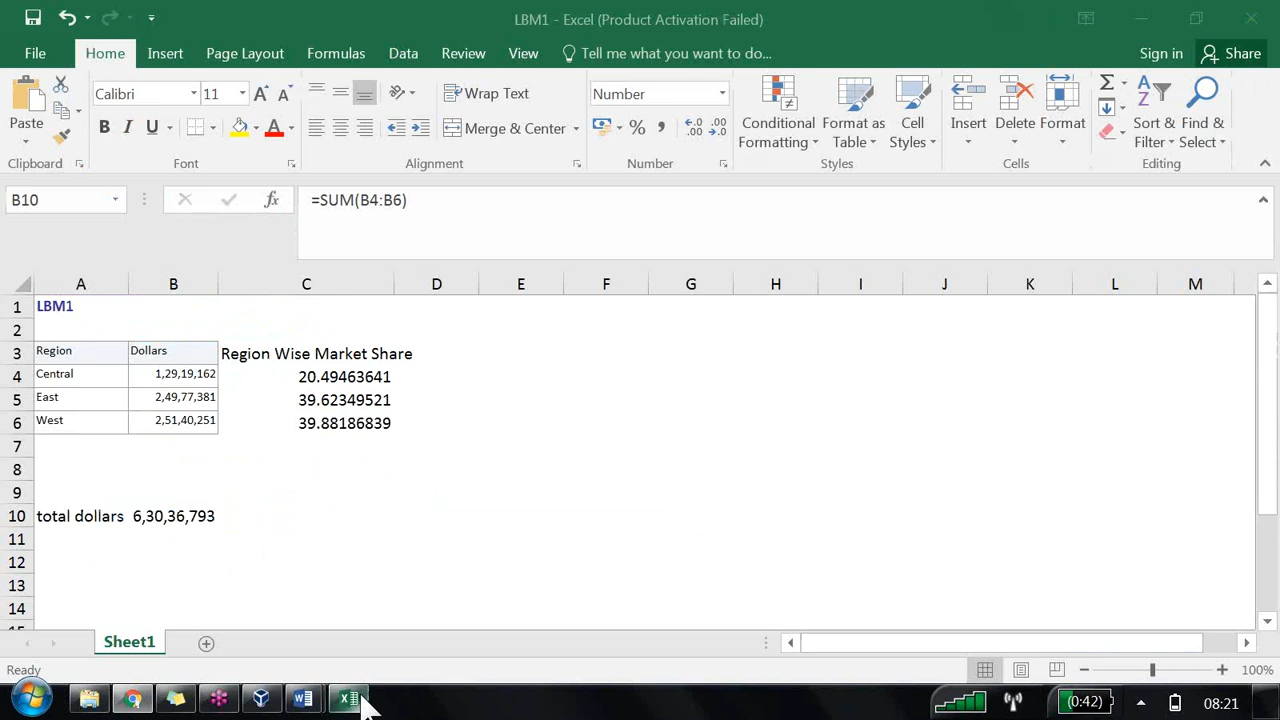 LBM1 - Excel (Product Activation Failed)
File Home Insert Page Layout Formulas Data Review View Tell me what you want to do... Sign in Share
Calibri 11 Wrap Text Number
Paste B I U Merge & Center % , Conditional Formatting Format as Table Cell Styles Insert Delete Format Sort & Filter Find & Select
Clipboard Font Alignment Number Styles Cells Editing
B10 fx =SUM(B4:B6)
A B C D E F G H I J K L M
1 LBM1
2
3 Region Dollars Region Wise Market Share
4 Central 1,29,19,162 20.49463641
5 East 2,49,77,381 39.62349521
6 West 2,51,40,251 39.88186839
7
8
9
10 total dollars 6,30,36,793
11
12
13
14
15
Sheet1
Ready 100%
(0:42) 08:21